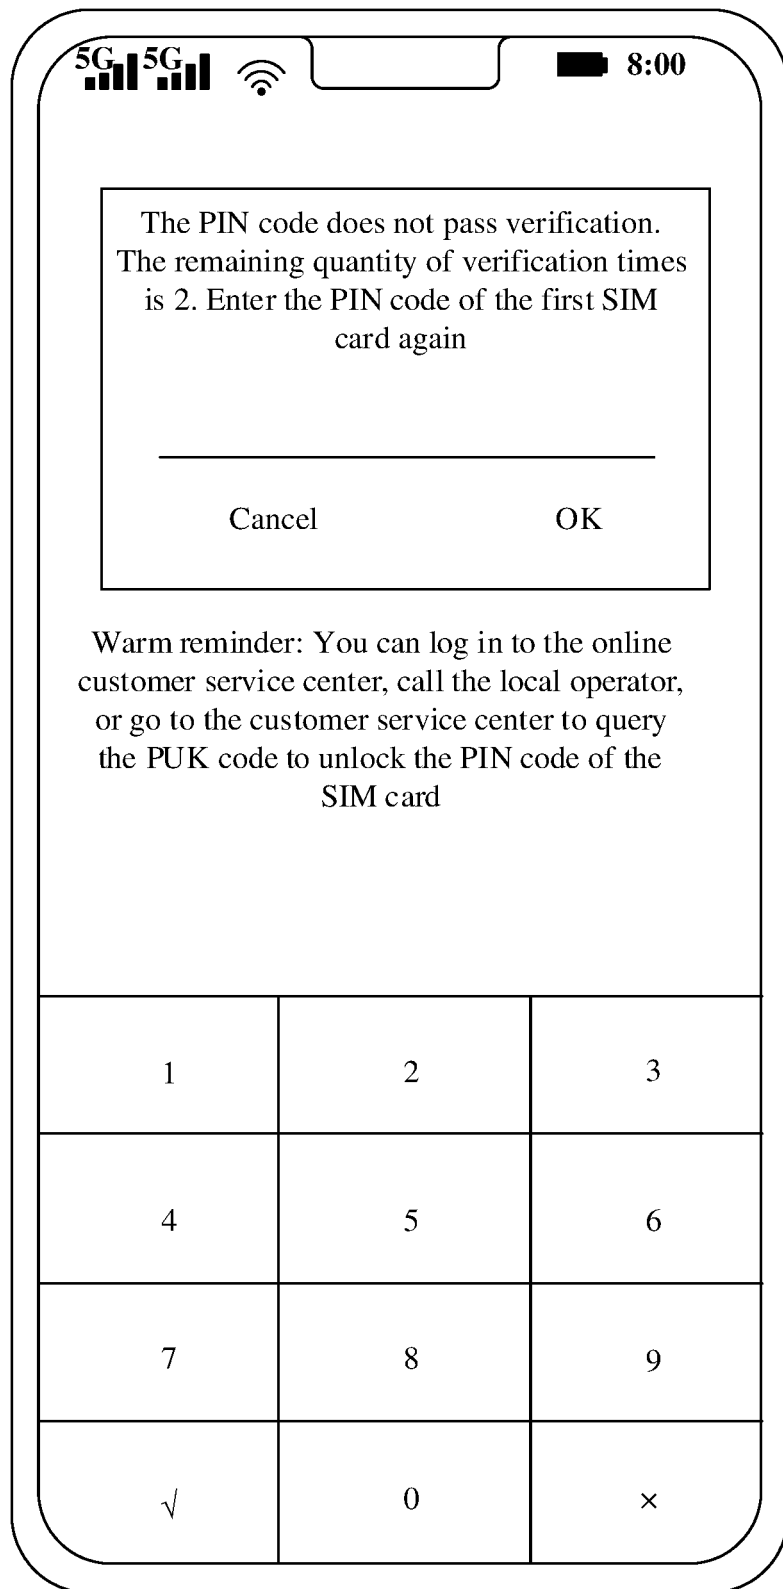 5G 5G 8:00
The PIN code does not pass verification.
The remaining quantity of verification times
is 2. Enter the PIN code of the first SIM
card again
Cancel OK
Warm reminder: You can log in to the online
customer service center, call the local operator,
or go to the customer service center to query
the PUK code to unlock the PIN code of the
SIM card
1 2 3
4 5 6
7 8 9
√ 0 ×